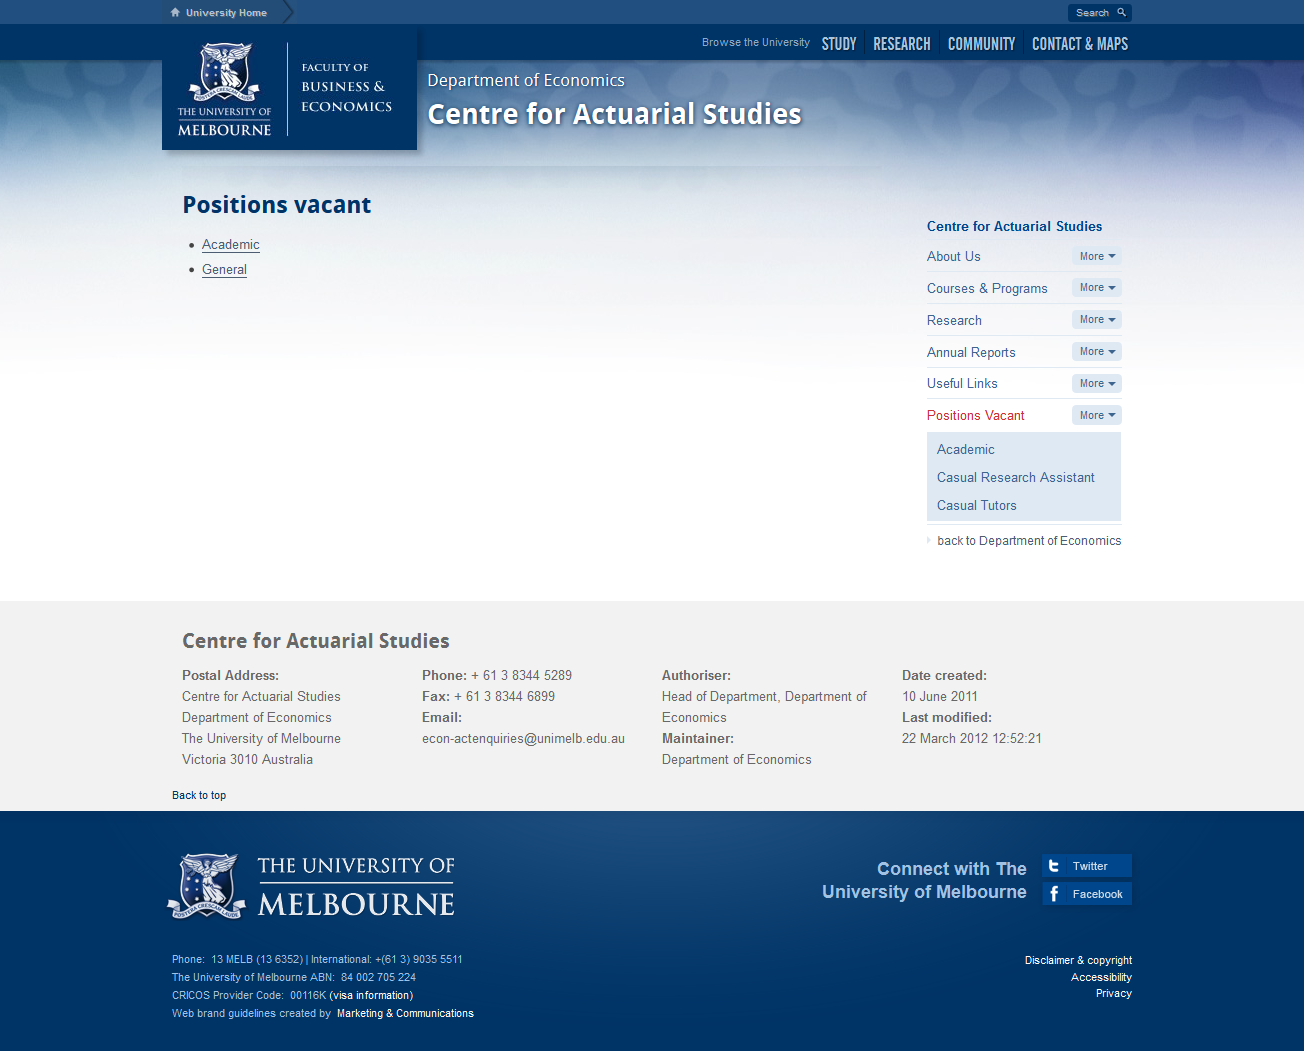 University Home
Search
Browse the University STUDY RESEARCH COMMUNITY CONTACT & MAPS
POSTERA CRESCAM LAUDE
THE UNIVERSITY OF
MELBOURNE
FACULTY OF
BUSINESS &
ECONOMICS
Department of Economics
Centre for Actuarial Studies
Positions vacant
Academic
General
Centre for Actuarial Studies
About Us More
Courses & Programs More
Research More
Annual Reports More
Useful Links More
Positions Vacant More
Academic
Casual Research Assistant
Casual Tutors
back to Department of Economics
Centre for Actuarial Studies
Postal Address:
Centre for Actuarial Studies
Department of Economics
The University of Melbourne
Victoria 3010 Australia
Phone: + 61 3 8344 5289
Fax: + 61 3 8344 6899
Email:
econ-actenquiries@unimelb.edu.au
Authoriser:
Head of Department, Department of
Economics
Maintainer:
Department of Economics
Date created:
10 June 2011
Last modified:
22 March 2012 12:52:21
Back to top
POSTERA CRESCAM LAUDE
THE UNIVERSITY OF
MELBOURNE
Connect with The
University of Melbourne
Twitter
Facebook
Phone: 13 MELB (13 6352) | International: +(61 3) 9035 5511
The University of Melbourne ABN: 84 002 705 224
CRICOS Provider Code: 00116K (visa information)
Web brand guidelines created by Marketing & Communications
Disclaimer & copyright
Accessibility
Privacy